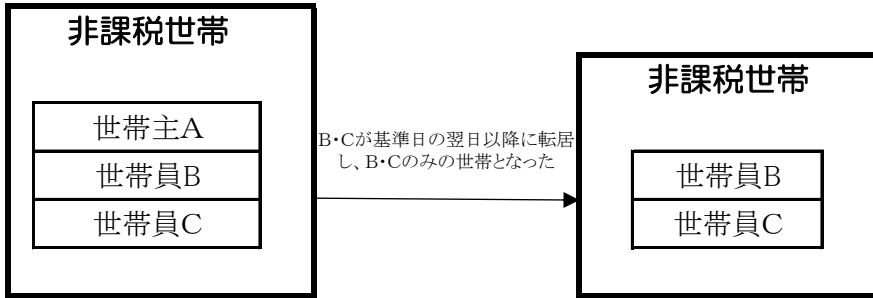 非課税世帯
世帯主A
世帯員B
世帯員C
B・Cが基準日の翌日以降に転居
し、B・Cのみの世帯となった
非課税世帯
世帯員B
世帯員C